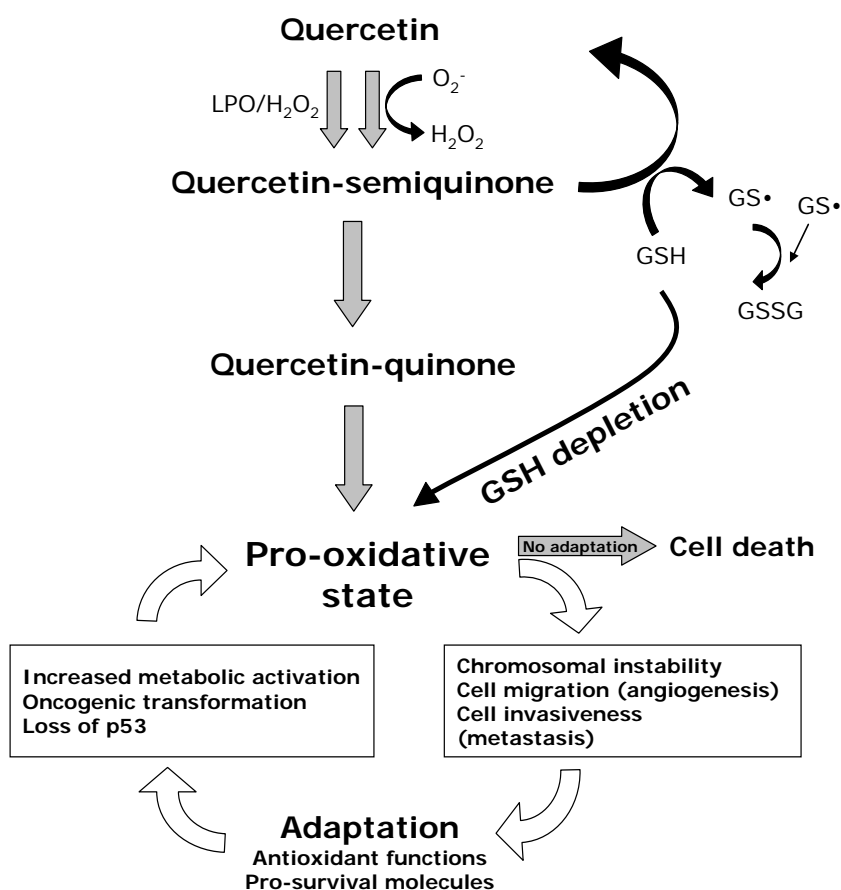 Quercetin
LPO/H₂O₂
O₂⁻
H₂O₂
Quercetin-semiquinone
GS•
GS•
GSH
GSSG
Quercetin-quinone
GSH depletion
Pro-oxidative
state
No adaptation
Cell death
Increased metabolic activation
Oncogenic transformation
Loss of p53
Chromosomal instability
Cell migration (angiogenesis)
Cell invasiveness
(metastasis)
Adaptation
Antioxidant functions
Pro-survival molecules